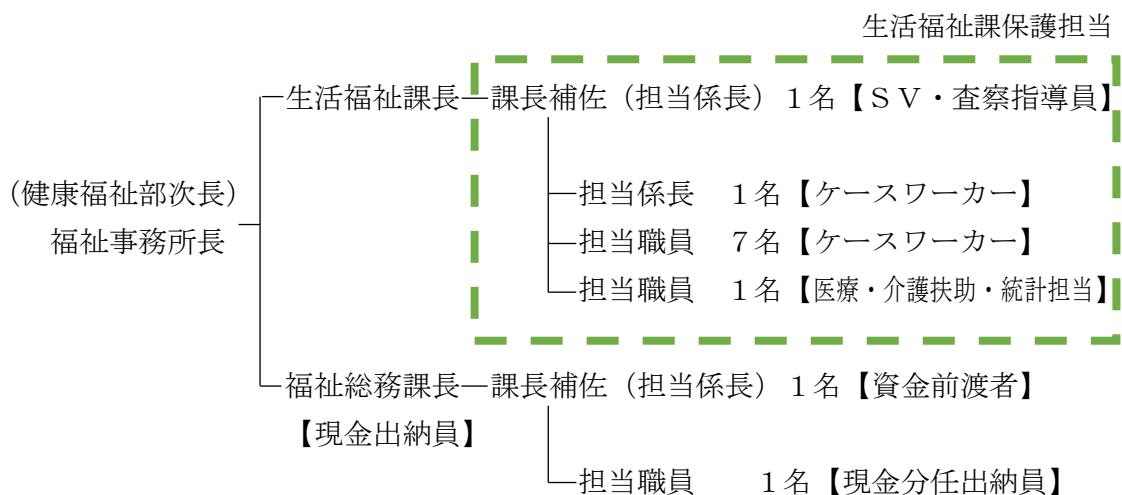 生活福祉課保護担当
生活福祉課長 課長補佐（担当係長）１名【ＳＶ・査察指導員】
（健康福祉部次長）
福祉事務所長
担当係長　１名【ケースワーカー】
担当職員　７名【ケースワーカー】
担当職員　１名【医療・介護扶助・統計担当】
福祉総務課長 課長補佐（担当係長）１名【資金前渡者】
【現金出納員】
担当職員　１名【現金分任出納員】